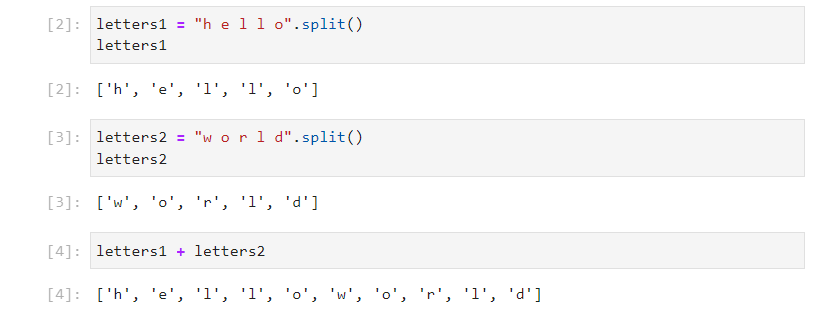 [2]: letters1 = "h e l l o".split()
letters1
[2]: ['h', 'e', 'l', 'l', 'o']
[3]: letters2 = "w o r l d".split()
letters2
[3]: ['w', 'o', 'r', 'l', 'd']
[4]: letters1 + letters2
[4]: ['h', 'e', 'l', 'l', 'o', 'w', 'o', 'r', 'l', 'd']